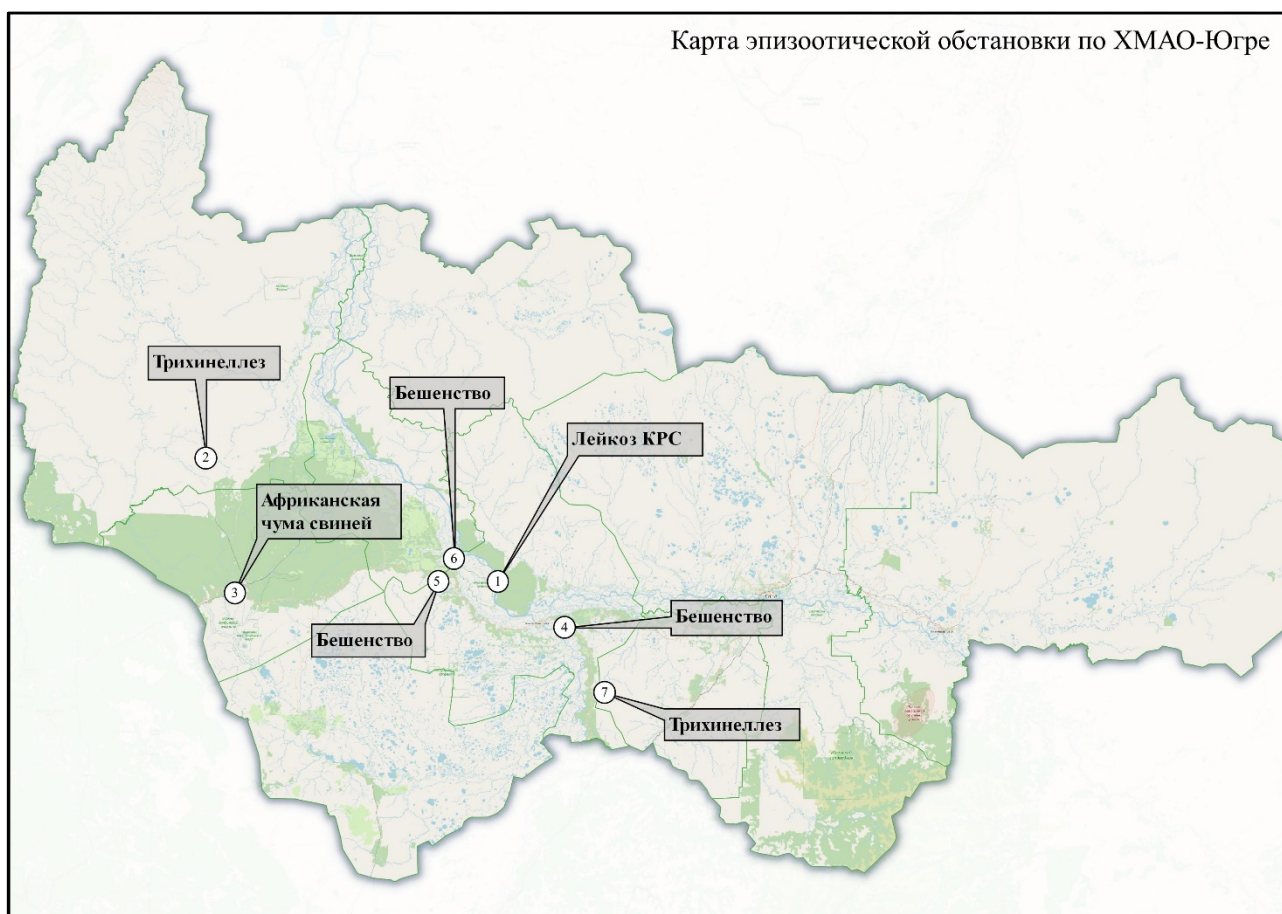 Карта эпизоотической обстановки по ХМАО-Югре
Трихинеллез
Бешенство
Лейкоз КРС
2
Африканская
чума свиней
6
5
1
3
Бешенство
4
Бешенство
7
Трихинеллез